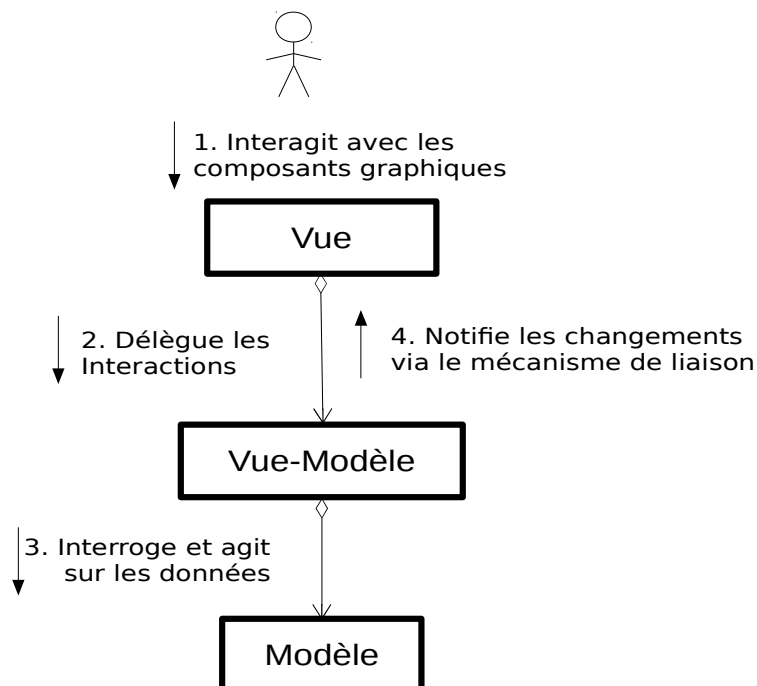 1. Interagit avec les
composants graphiques
Vue
2. Délègue les
Interactions
4. Notifie les changements
via le mécanisme de liaison
Vue-Modèle
3. Interroge et agit
sur les données
Modèle